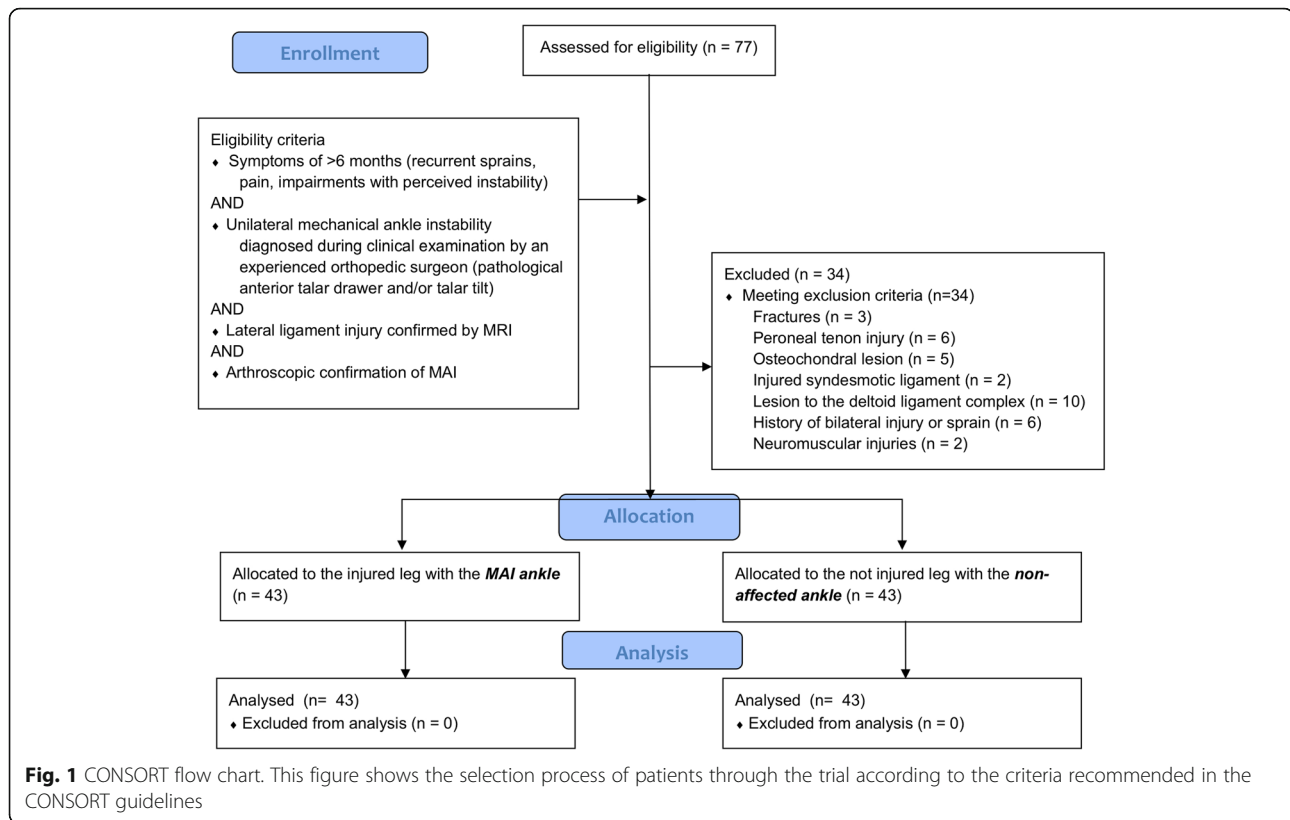 Enrollment
Assessed for eligibility (n = 77)
Eligibility criteria
♦ Symptoms of >6 months (recurrent sprains,
pain, impairments with perceived instability)
AND
♦ Unilateral mechanical ankle instability
diagnosed during clinical examination by an
experienced orthopedic surgeon (pathological
anterior talar drawer and/or talar tilt)
AND
♦ Lateral ligament injury confirmed by MRI
AND
♦ Arthroscopic confirmation of MAI
Excluded (n = 34)
♦ Meeting exclusion criteria (n=34)
Fractures (n = 3)
Peroneal tenon injury (n = 6)
Osteochondral lesion (n = 5)
Injured syndesmotic ligament (n = 2)
Lesion to the deltoid ligament complex (n = 10)
History of bilateral injury or sprain (n = 6)
Neuromuscular injuries (n = 2)
Allocation
Allocated to the injured leg with the MAI ankle
(n = 43)
Allocated to the not injured leg with the non-
affected ankle (n = 43)
Analysis
Analysed (n= 43)
♦ Excluded from analysis (n = 0)
Analysed (n= 43)
♦ Excluded from analysis (n = 0)
Fig. 1 CONSORT flow chart. This figure shows the selection process of patients through the trial according to the criteria recommended in the
CONSORT guidelines